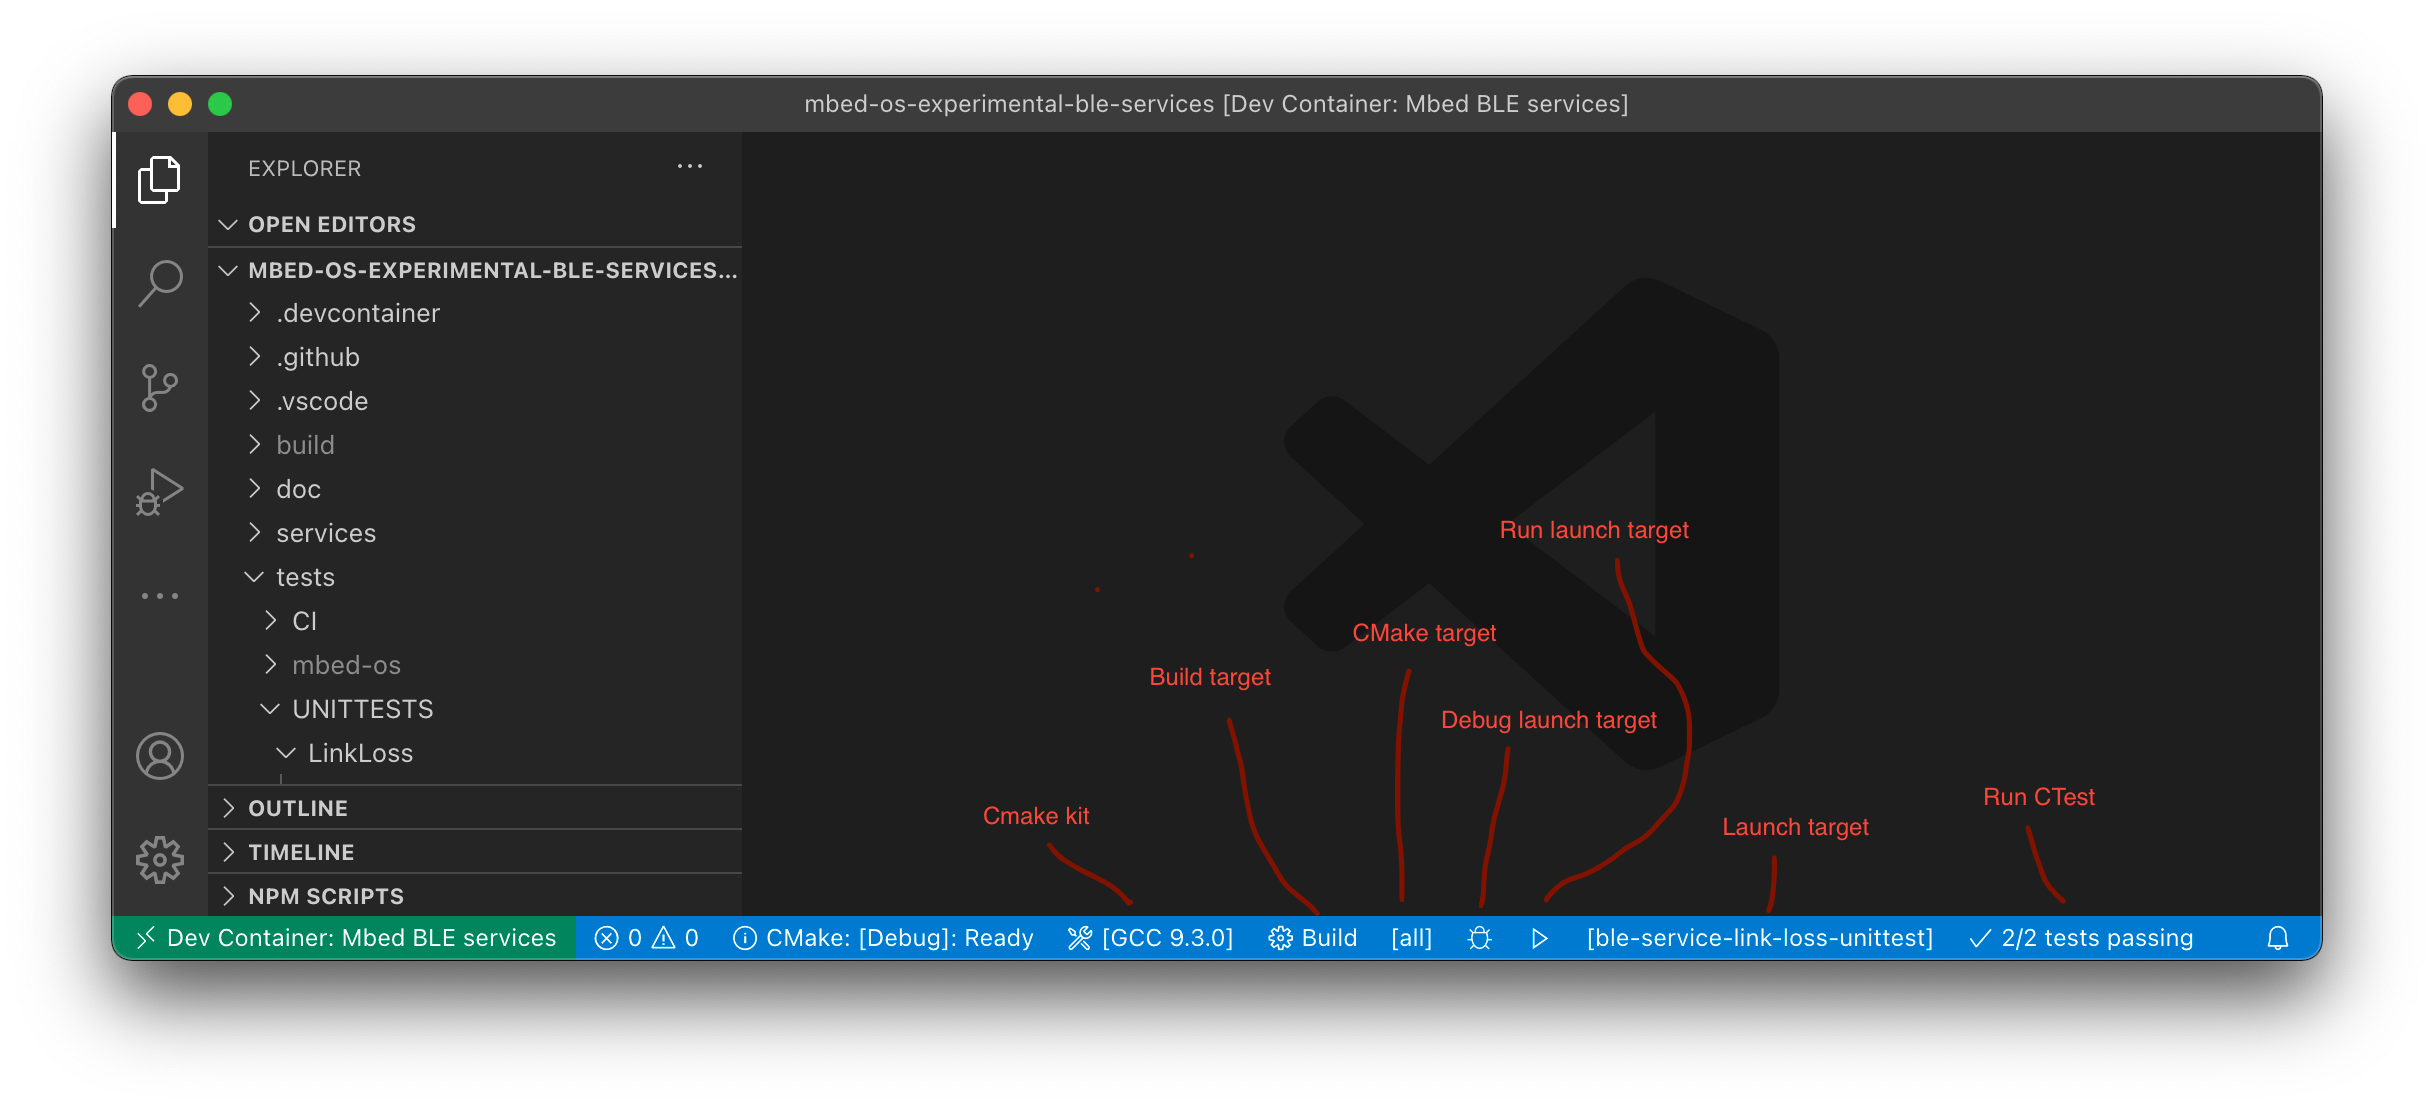 mbed-os-experimental-ble-services [Dev Container: Mbed BLE services]
EXPLORER
OPEN EDITORS
MBED-OS-EXPERIMENTAL-BLE-SERVICES...
.devcontainer
.github
.vscode
build
doc
services
tests
CI
mbed-os
UNITTESTS
LinkLoss
OUTLINE
TIMELINE
NPM SCRIPTS
Run launch target
CMake target
Build target
Debug launch target
Cmake kit
Launch target
Run CTest
Dev Container: Mbed BLE services 0 0 CMake: [Debug]: Ready [GCC 9.3.0] Build [all] [ble-service-link-loss-unittest] 2/2 tests passing